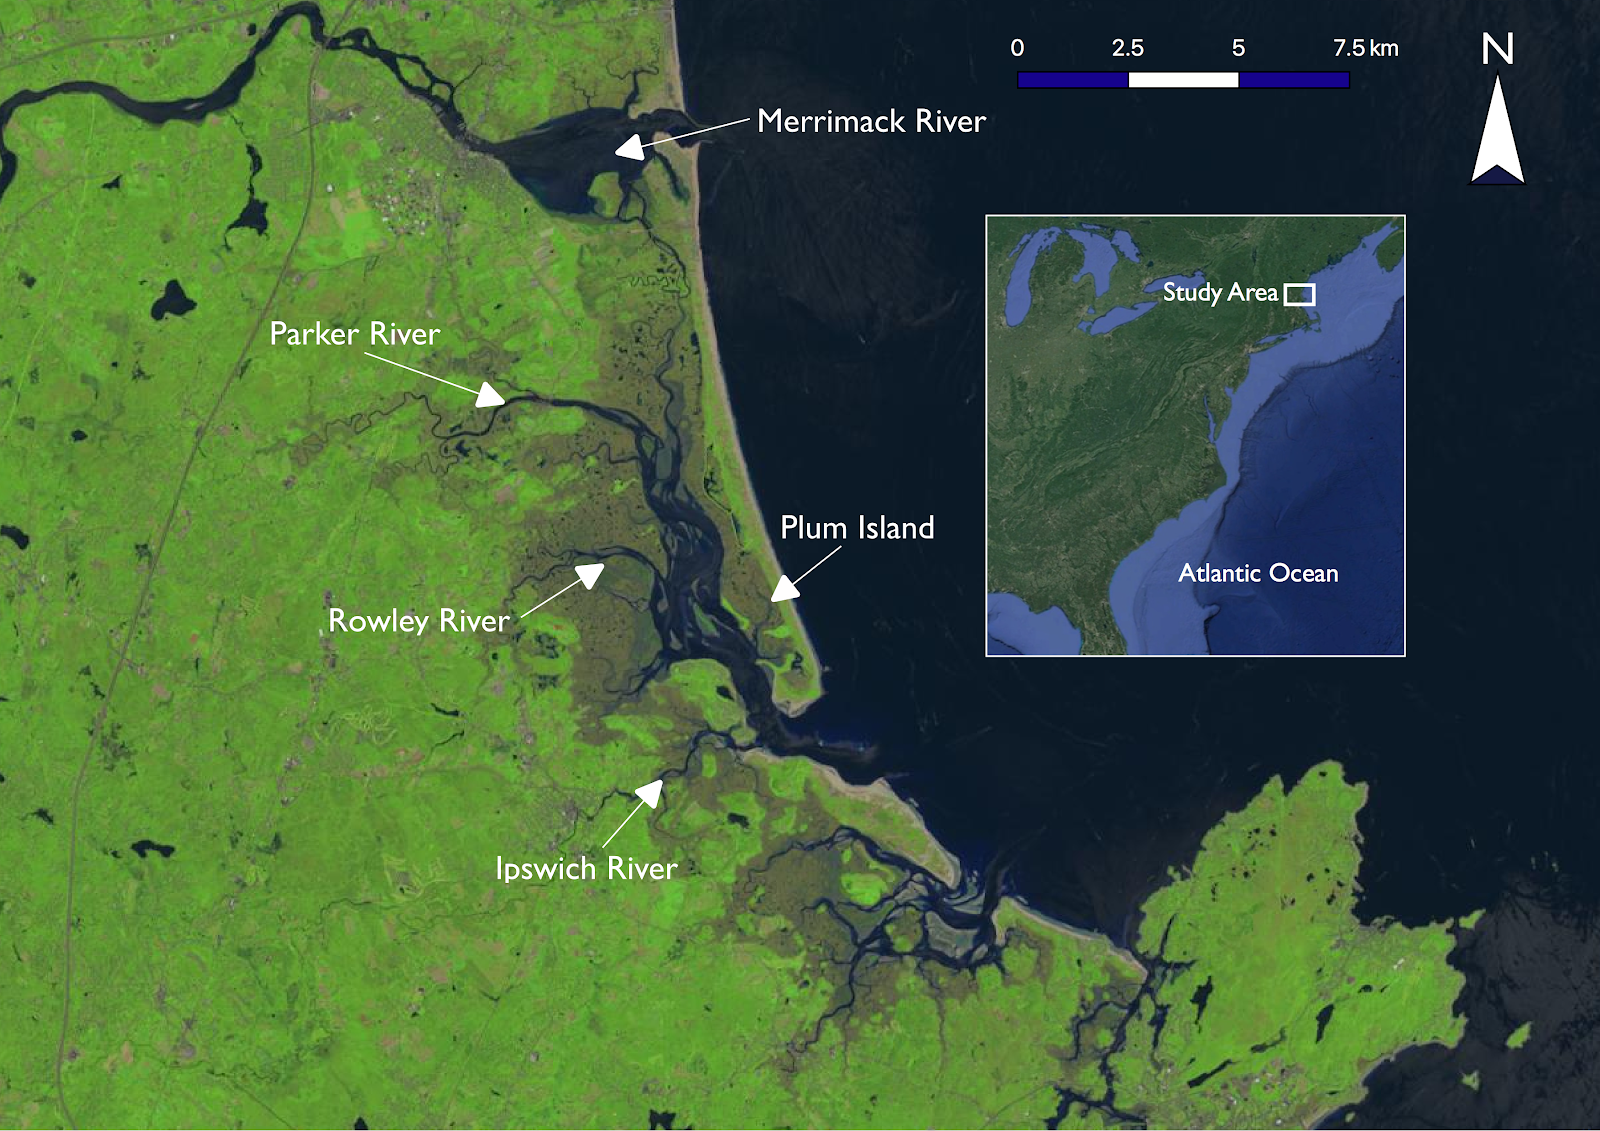 0 2.5 5 7.5 km
N
Merrimack River
Study Area
Parker River
Plum Island
Atlantic Ocean
Rowley River
Ipswich River